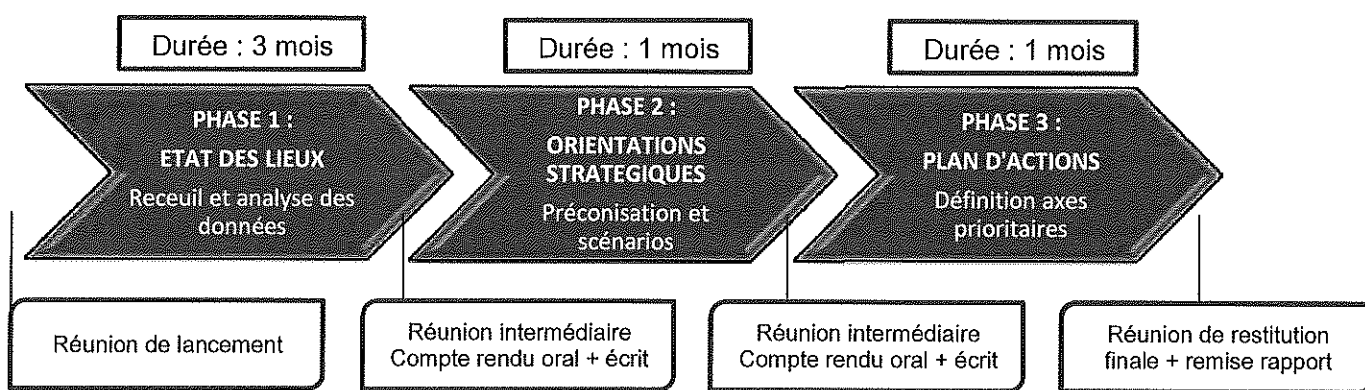 Durée : 3 mois
Durée : 1 mois
Durée : 1 mois
PHASE 1 :
ETAT DES LIEUX
Receuil et analyse des
données
PHASE 2 :
ORIENTATIONS
STRATEGIQUES
Préconisation et
scénarios
PHASE 3 :
PLAN D'ACTIONS
Définition axes
prioritaires
Réunion de lancement
Réunion intermédiaire
Compte rendu oral + écrit
Réunion intermédiaire
Compte rendu oral + écrit
Réunion de restitution
finale + remise rapport